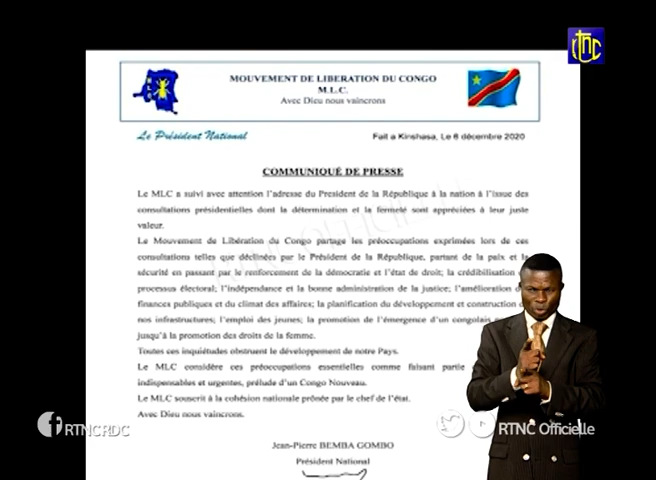 rtnc
MOUVEMENT DE LIBERATION DU CONGO
M.L.C.
Avec Dieu nous vaincrons
MLC
Le Président National
Fait a Kinshasa, Le 6 décembre 2020
COMMUNIQUÉ DE PRESSE
Le MLC a suivi avec attention l'adresse du President de la République à la nation à l'issue des
consultations présidentielles dont la détermination et la fermeté sont appréciées à leur juste
valeur.
Le Mouvement de Libération du Congo partage les préoccupations exprimées lors de ces
consultations telles que déclinées par le Président de la République, partant de la paix et la
sécurité en passant par le renforcement de la démocratie et l'état de droit; la crédibilisation
processus électoral; l'indépendance et la bonne administration de la justice; l'amélioration
finances publiques et du climat des affaires; la planification du développement et construction
nos infrastructures; l'emploi des jeunes; la promotion de l'émergence d'un congolais
jusqu'à la promotion des droits de la femme.
Toutes ces inquiétudes obstruent le développement de notre Pays.
Le MLC considère ces préoccupations essentielles comme faisant partie
indispensables et urgentes, prélude d'un Congo Nouveau.
Le MLC souscrit à la cohésion nationale prônée par le chef de l'état.
Avec Dieu nous vaincrons.
RTNCRDC
RTNC Officielle
Jean-Pierre BEMBA GOMBO
Président National